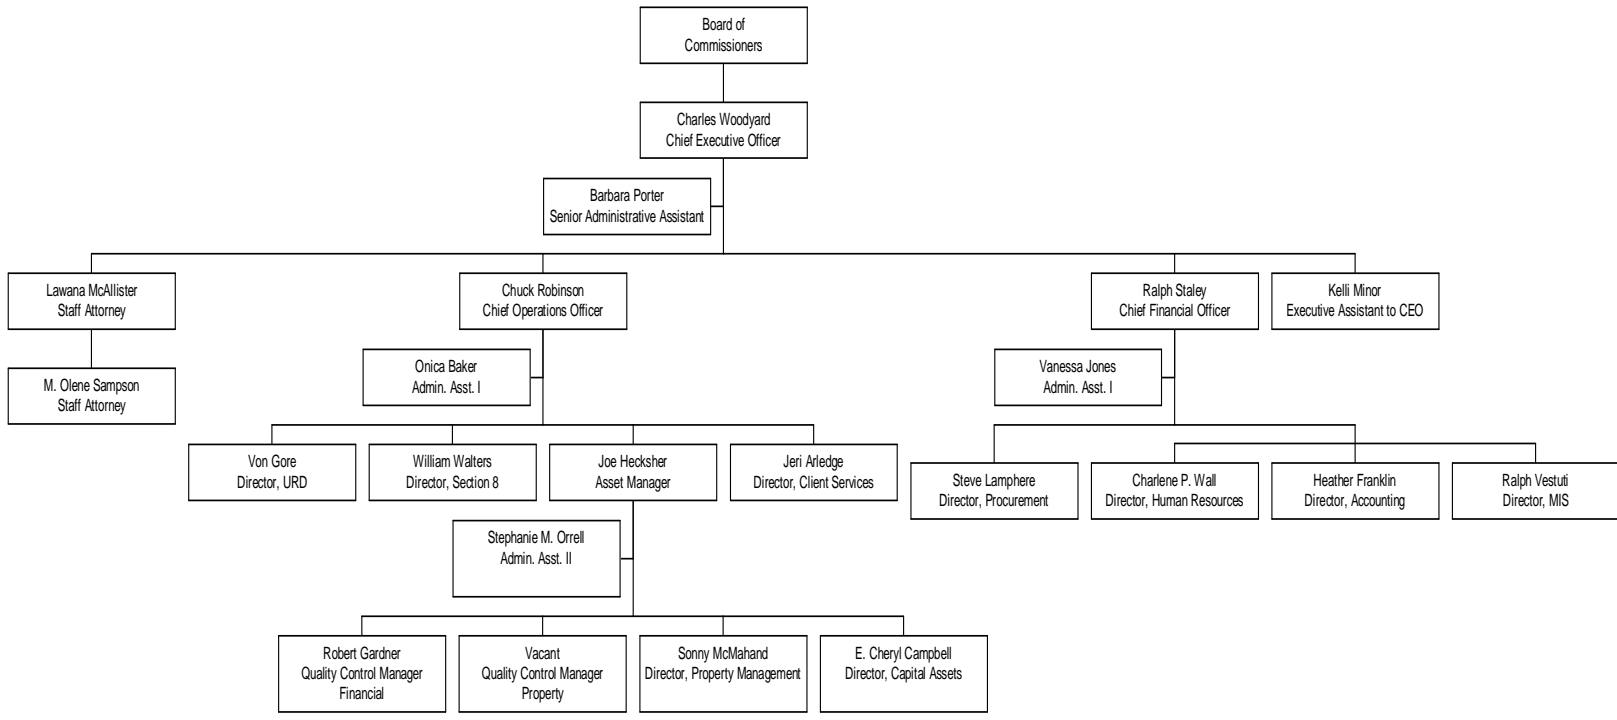 Board of
Commissioners
Charles Woodyard
Chief Executive Officer
Barbara Porter
Senior Administrative Assistant
Lawana McAllister
Staff Attorney
Chuck Robinson
Chief Operations Officer
Ralph Staley
Chief Financial Officer
Kelli Minor
Executive Assistant to CEO
M. Olene Sampson
Staff Attorney
Onica Baker
Admin. Asst. I
Vanessa Jones
Admin. Asst. I
Von Gore
Director, URD
William Walters
Director, Section 8
Joe Hecksher
Asset Manager
Jeri Arledge
Director, Client Services
Steve Lamphere
Director, Procurement
Charlene P. Wall
Director, Human Resources
Heather Franklin
Director, Accounting
Ralph Vestuti
Director, MIS
Stephanie M. Orrell
Admin. Asst. II
Robert Gardner
Quality Control Manager
Financial
Vacant
Quality Control Manager
Property
Sonny McMahand
Director, Property Management
E. Cheryl Campbell
Director, Capital Assets